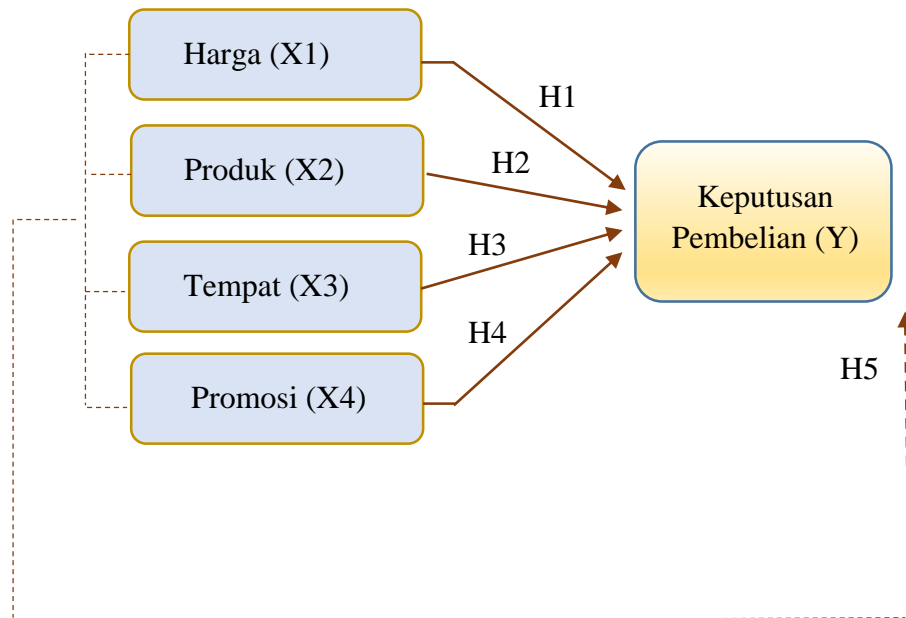 Harga (X1)
H1
Produk (X2)
H2
Keputusan
Pembelian (Y)
H3
Tempat (X3)
H4
H5
Promosi (X4)